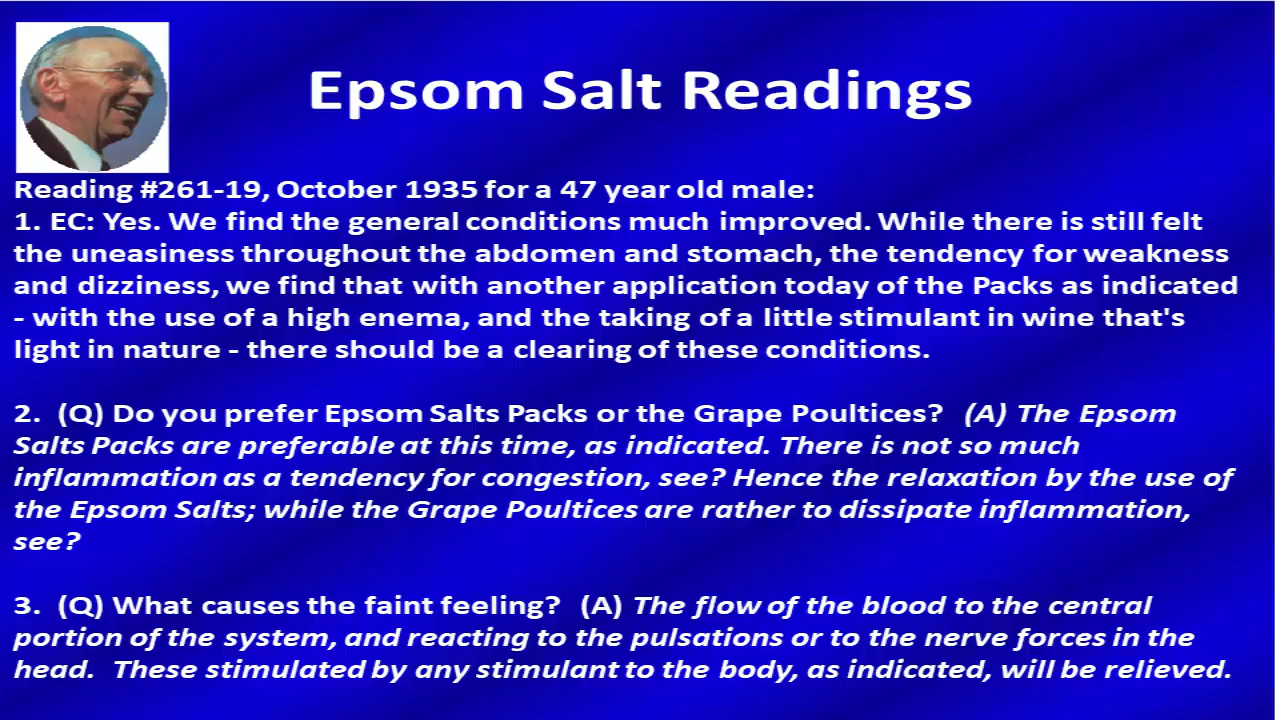 Epsom Salt Readings
Reading #261-19, October 1935 for a 47 year old male:
1. EC: Yes. We find the general conditions much improved. While there is still felt
the uneasiness throughout the abdomen and stomach, the tendency for weakness
and dizziness, we find that with another application today of the Packs as indicated
- with the use of a high enema, and the taking of a little stimulant in wine that's
light in nature - there should be a clearing of these conditions.
2. (Q) Do you prefer Epsom Salts Packs or the Grape Poultices? (A) The Epsom
Salts Packs are preferable at this time, as indicated. There is not so much
inflammation as a tendency for congestion, see? Hence the relaxation by the use of
the Epsom Salts; while the Grape Poultices are rather to dissipate inflammation,
see?
3. (Q) What causes the faint feeling? (A) The flow of the blood to the central
portion of the system, and reacting to the pulsations or to the nerve forces in the
head. These stimulated by any stimulant to the body, as indicated, will be relieved.